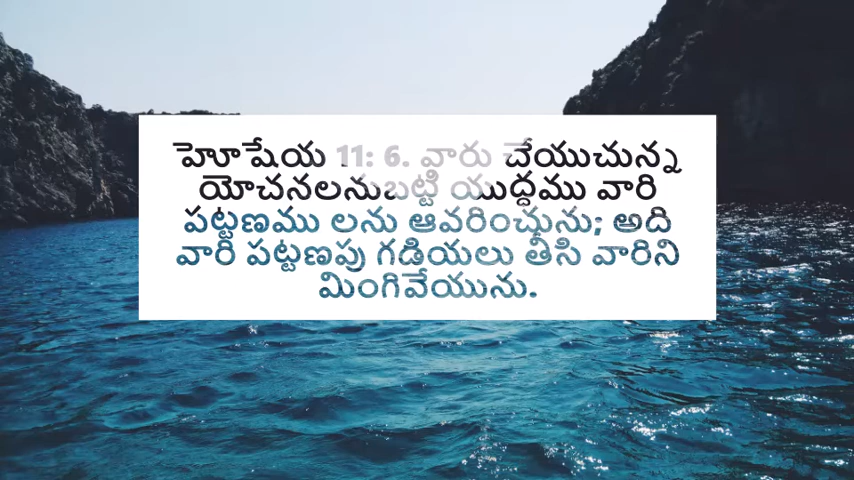 హెూషేయ 11: 6. వారు చేయుచున్న
యోచనలనుబట్టి యుద్ధము వారి
పట్టణము లను ఆవరించును; అది
వారి పట్టణపు గడియలు తీసి వారిని
మింగివేయును.